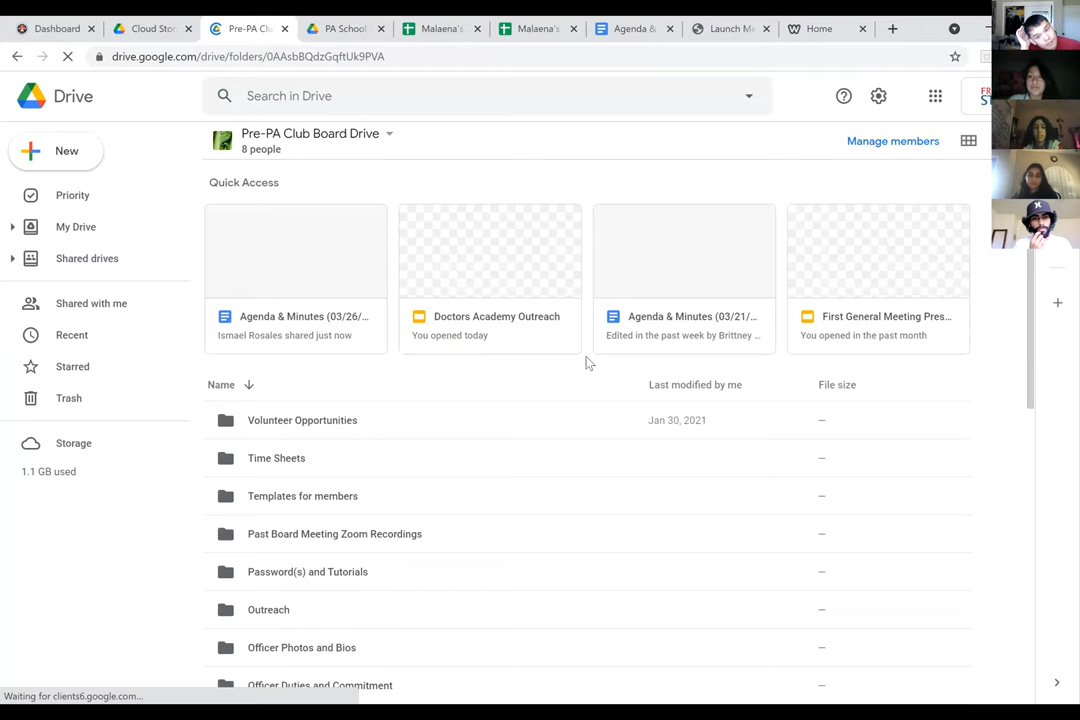 Dashboard
Cloud Stor
Pre-PA Clu
PA School
Malaena's
Malaena's
Agenda &
Launch Me
Home
drive.google.com/drive/folders/0AAsbBQdzGqftUk9PVA
Drive
Search in Drive
FR
ST
New
Pre-PA Club Board Drive
8 people
Manage members
Quick Access
Priority
My Drive
Shared drives
Shared with me
Recent
Starred
Trash
Storage
1.1 GB used
Agenda & Minutes (03/26/...
Ismael Rosales shared just now
Doctors Academy Outreach
You opened today
Agenda & Minutes (03/21/...
Edited in the past week by Brittney ...
First General Meeting Pres...
You opened in the past month
Name Last modified by me File size
Volunteer Opportunities Jan 30, 2021 —
Time Sheets —
Templates for members —
Past Board Meeting Zoom Recordings —
Password(s) and Tutorials —
Outreach —
Officer Photos and Bios —
Officer Duties and Commitment —
Waiting for clients6.google.com...